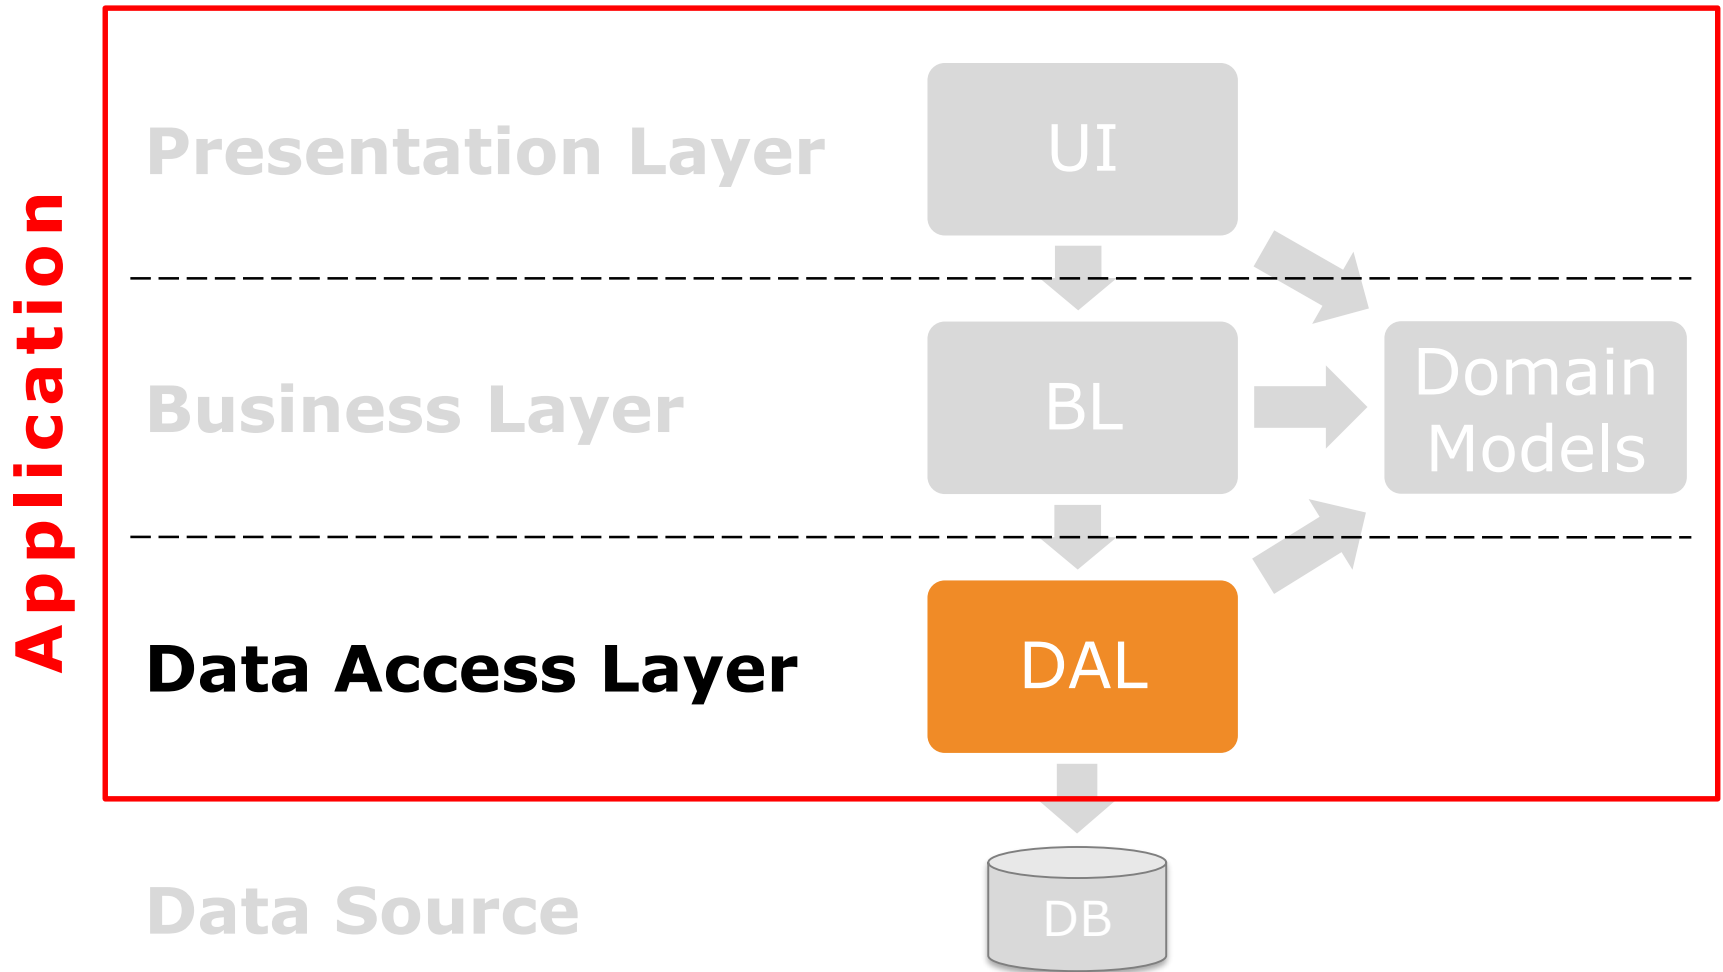 Application
Presentation Layer
UI
Business Layer
BL
Domain
Models
Data Access Layer
DAL
Data Source
DB